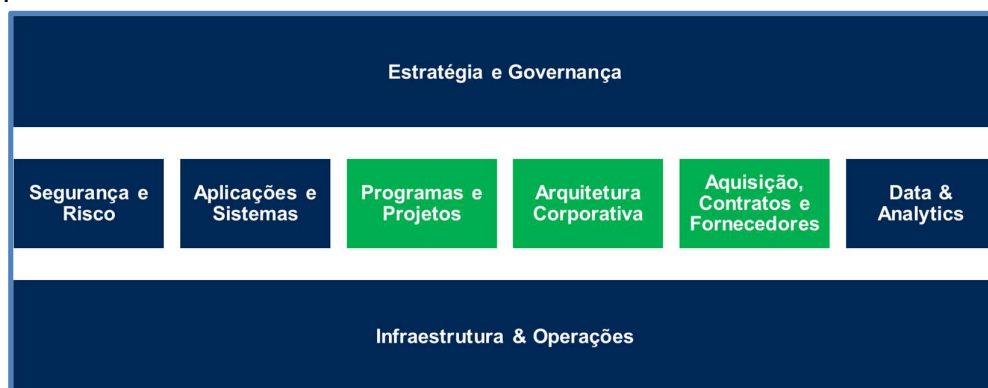 Estratégia e Governança
Segurança e
Risco
Aplicações e
Sistemas
Programas e
Projetos
Arquitetura
Corporativa
Aquisição,
Contratos e
Fornecedores
Data &
Analytics
Infraestrutura & Operações